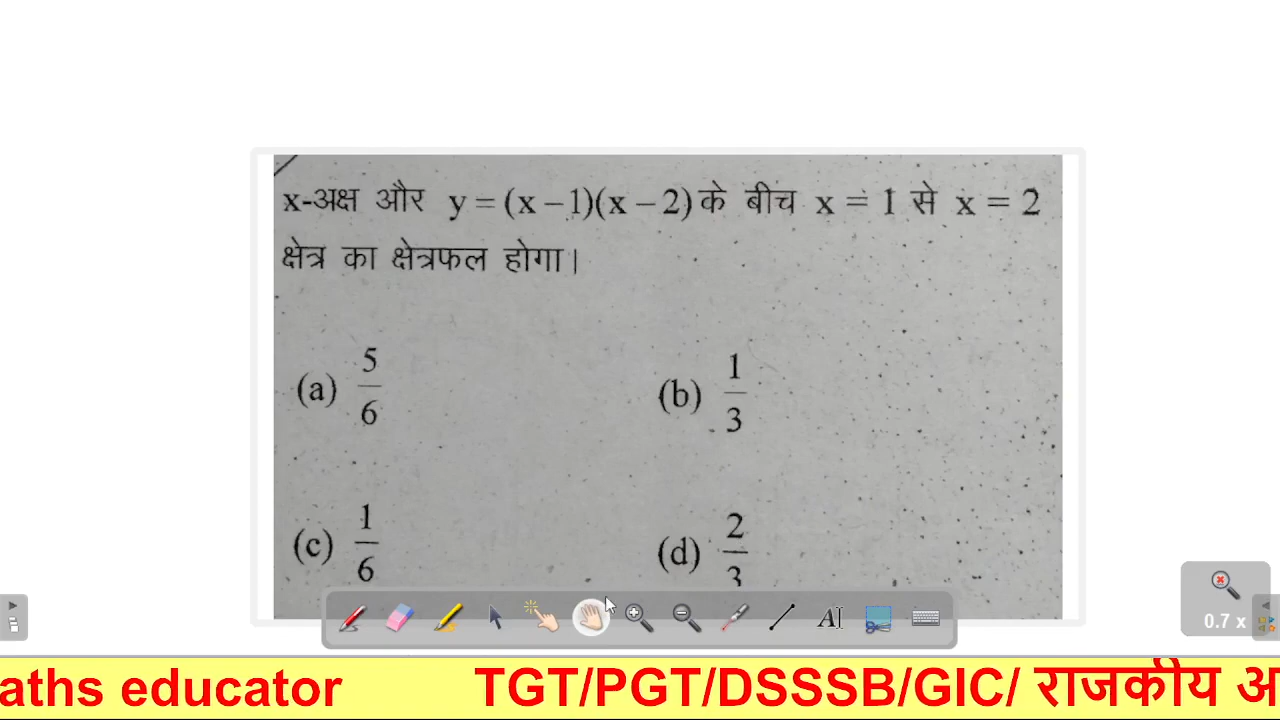 x-अक्ष और y = (x – 1)(x – 2) के बीच x = 1 से x = 2
क्षेत्र का क्षेत्रफल होगा।
(a) 5/6 (b) 1/3
(c) 1/6 (d) 2/3
AI
0.7 x
aths educator TGT/PGT/DSSSB/GIC/ राजकीय अ